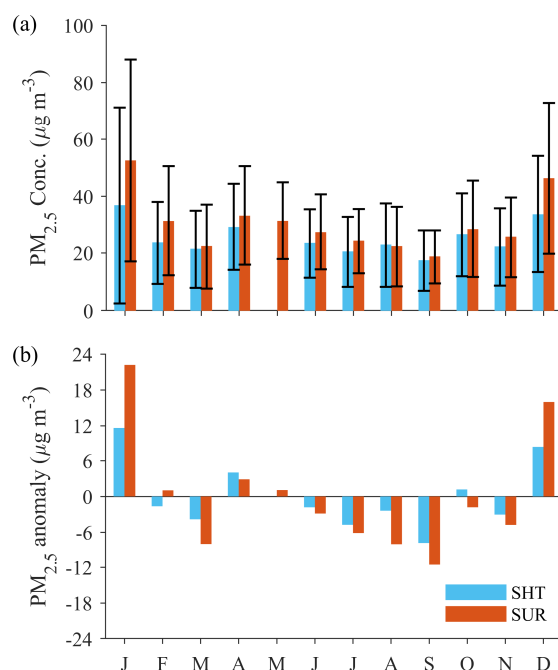 (a)
PM2.5 Conc. (μg m-3)
100
80
60
40
20
0
(b)
PM2.5 anomaly (μg m-3)
24
18
12
6
0
-6
-12
-18
-24
SHT
SUR
J F M A M J J A S O N D